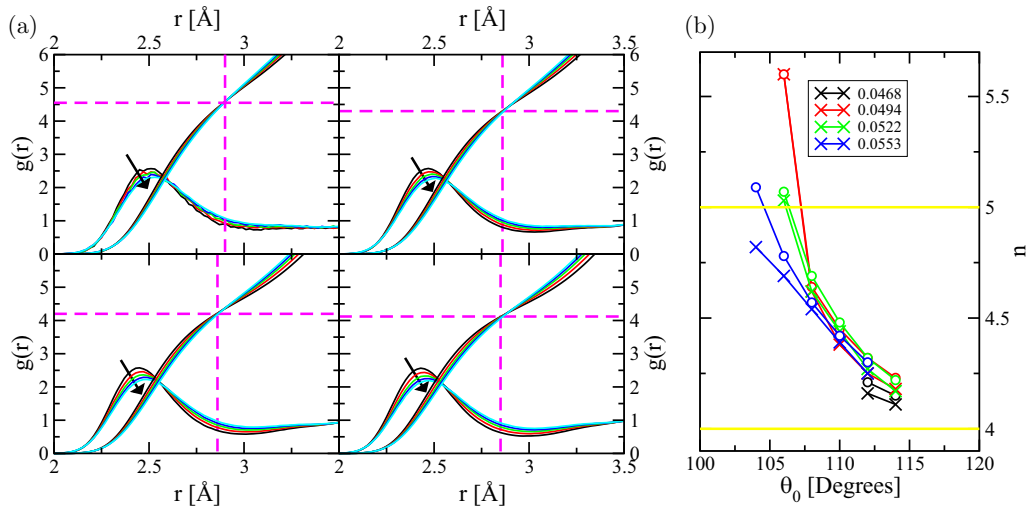 (a)
r [Å]
r [Å]
2 2.5 3 2 2.5 3 3.5
6
5
4
3
2
1
0
g(r)
g(r)
5
4
3
2
1
0
g(r)
g(r)
2 2.5 3 2 2.5 3 3.5
r [Å]
r [Å]
(b)
0.0468
0.0494
0.0522
0.0553
5.5
5
4.5
4
n
100 105 110 115 120
θ0 [Degrees]